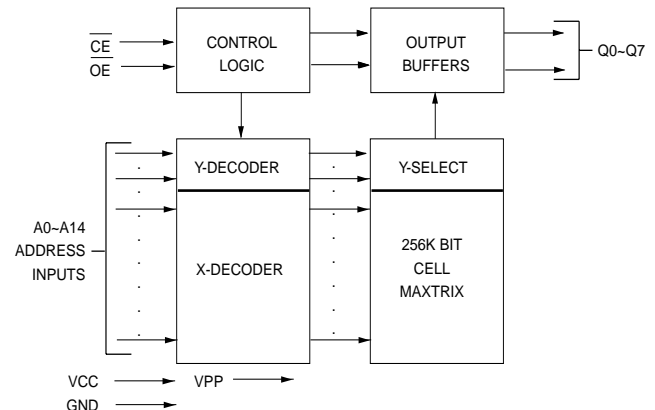 CE
OE
CONTROL
LOGIC
OUTPUT
BUFFERS
Q0~Q7
Y-DECODER
Y-SELECT
A0~A14
ADDRESS
INPUTS
X-DECODER
256K BIT
CELL
MAXTRIX
VCC
VPP
GND